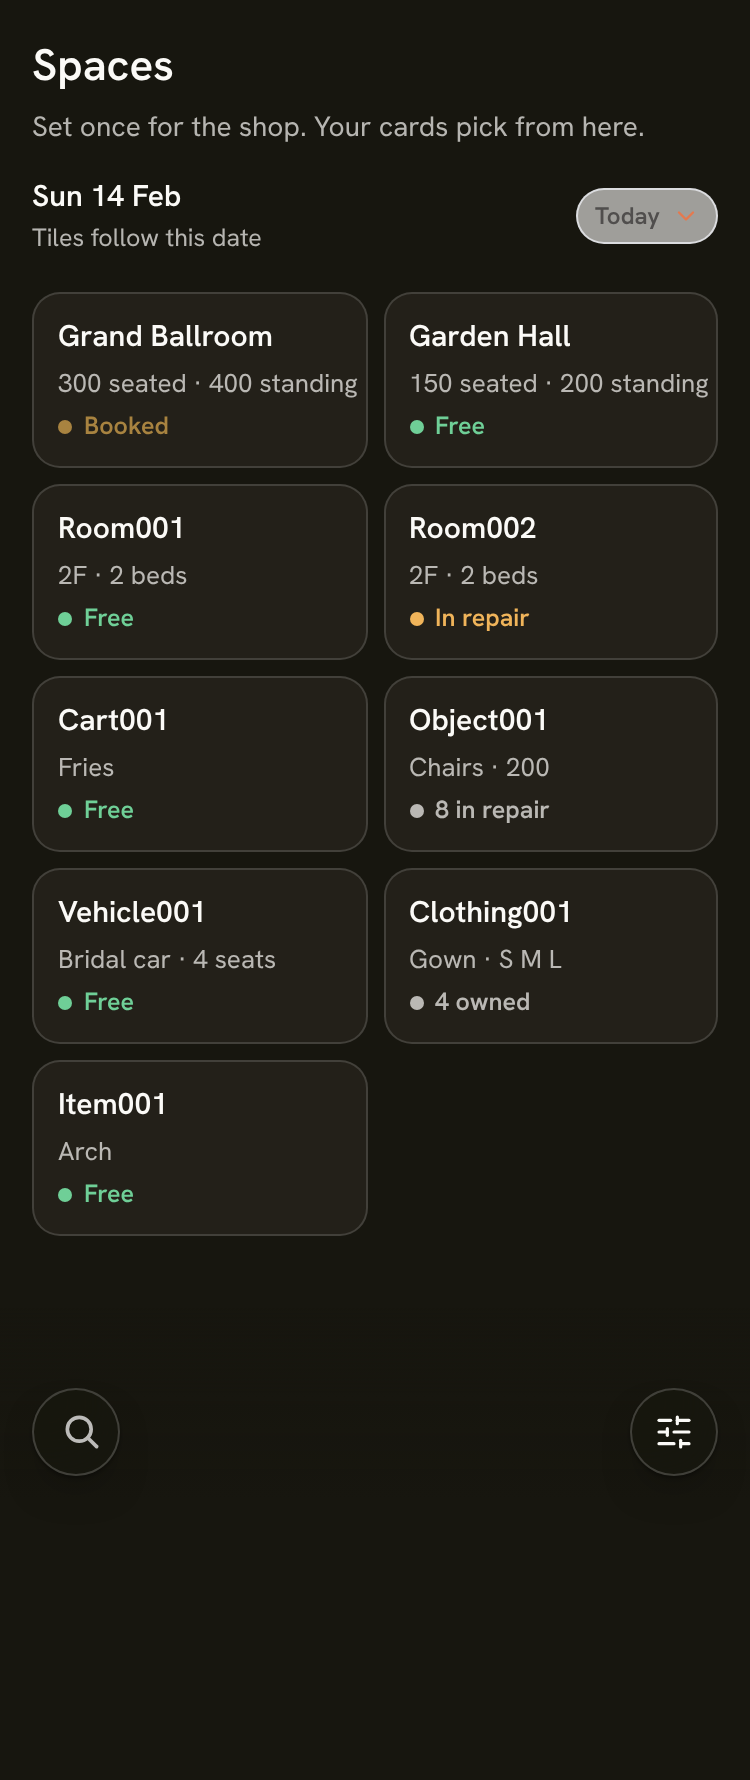 Spaces
Set once for the shop. Your cards pick from here.
Sun 14 Feb
Tiles follow this date
Today
Grand Ballroom
300 seated · 400 standing
Booked
Garden Hall
150 seated · 200 standing
Free
Room001
2F · 2 beds
Free
Room002
2F · 2 beds
In repair
Cart001
Fries
Free
Object001
Chairs · 200
8 in repair
Vehicle001
Bridal car · 4 seats
Free
Clothing001
Gown · S M L
4 owned
Item001
Arch
Free